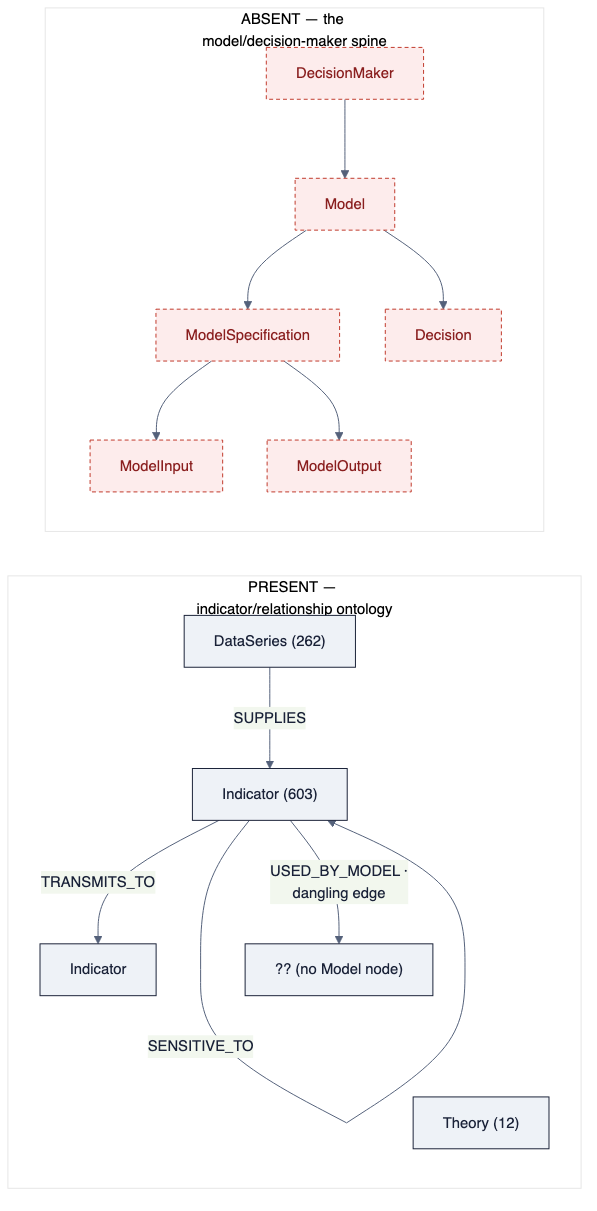 ABSENT — the
model/decision-maker spine
DecisionMaker
Model
ModelSpecification
Decision
ModelInput
ModelOutput
PRESENT —
indicator/relationship ontology
DataSeries (262)
SUPPLIES
Indicator (603)
TRANSMITS_TO
USED_BY_MODEL ·
dangling edge
Indicator
?? (no Model node)
SENSITIVE_TO
Theory (12)